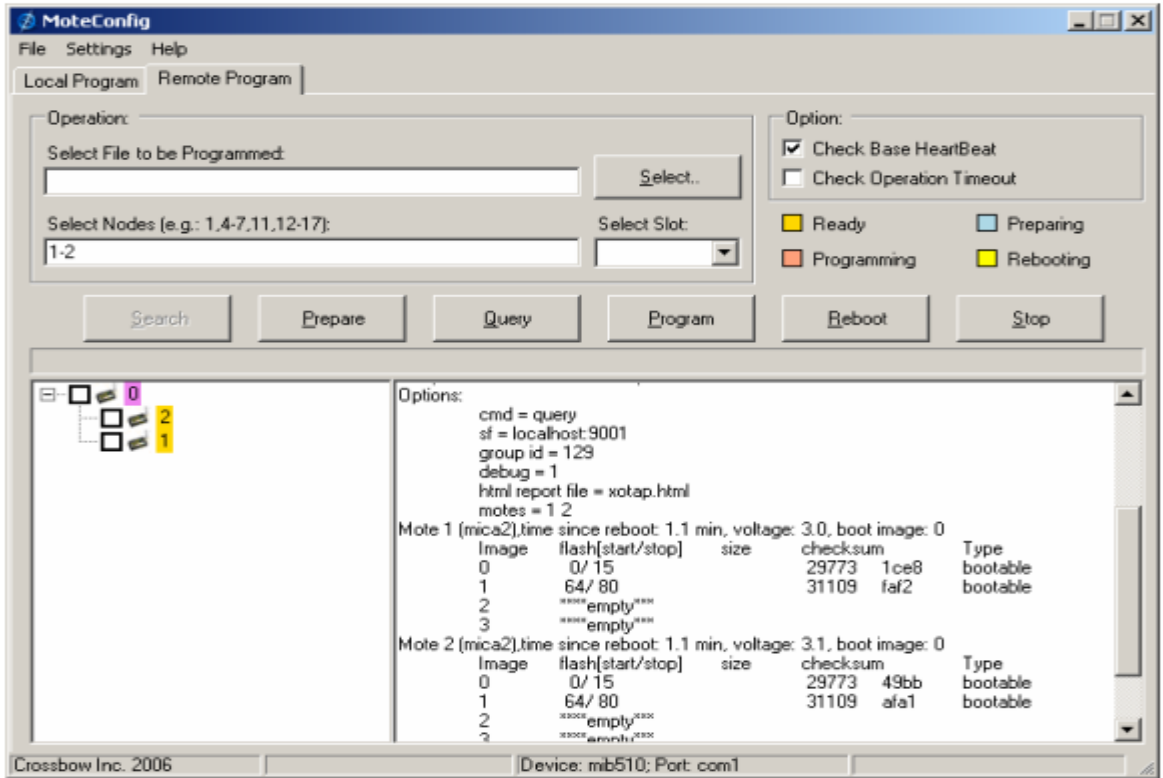 MoteConfig
File Settings Help
Local Program Remote Program
Operation:
Select File to be Programmed:
Select..
Select Nodes (e.g.: 1,4-7,11,12-17):
Select Slot:
1-2
Option:
Check Base HeartBeat
Check Operation Timeout
Ready
Preparing
Programming
Rebooting
Search Prepare Query Program Reboot Stop
0
2
1
Options:
cmd = query
sf = localhost:9001
group id = 129
debug = 1
html report file = xotap.html
motes = 1 2
Mote 1 (mica2),time since reboot: 1.1 min, voltage: 3.0, boot image: 0
Image flash[start/stop] size checksum Type
0 0/ 15 29773 1ce8 bootable
1 64/ 80 31109 faf2 bootable
2 ****empty***
3 ****empty***
Mote 2 (mica2),time since reboot: 1.1 min, voltage: 3.1, boot image: 0
Image flash[start/stop] size checksum Type
0 0/ 15 29773 49bb bootable
1 64/ 80 31109 afa1 bootable
2 ****empty***
3 ****empty***
Crossbow Inc. 2006
Device: mib510; Port: com1